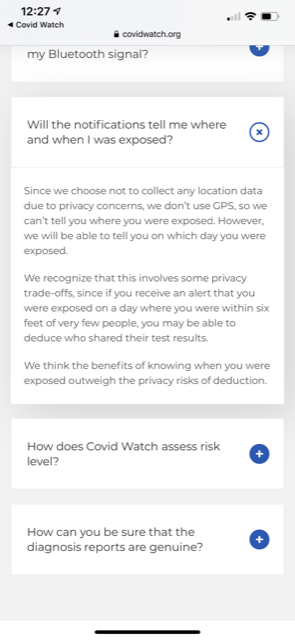 12:27
Covid Watch
covidwatch.org
my Bluetooth signal?
Will the notifications tell me where
and when I was exposed?
Since we choose not to collect any location data
due to privacy concerns, we don't use GPS, so we
can't tell you where you were exposed. However,
we will be able to tell you on which day you were
exposed.
We recognize that this involves some privacy
trade-offs, since if you receive an alert that you
were exposed on a day where you were within six
feet of very few people, you may be able to
deduce who shared their test results.
We think the benefits of knowing when you were
exposed outweigh the privacy risks of deduction.
How does Covid Watch assess risk
level?
How can you be sure that the
diagnosis reports are genuine?